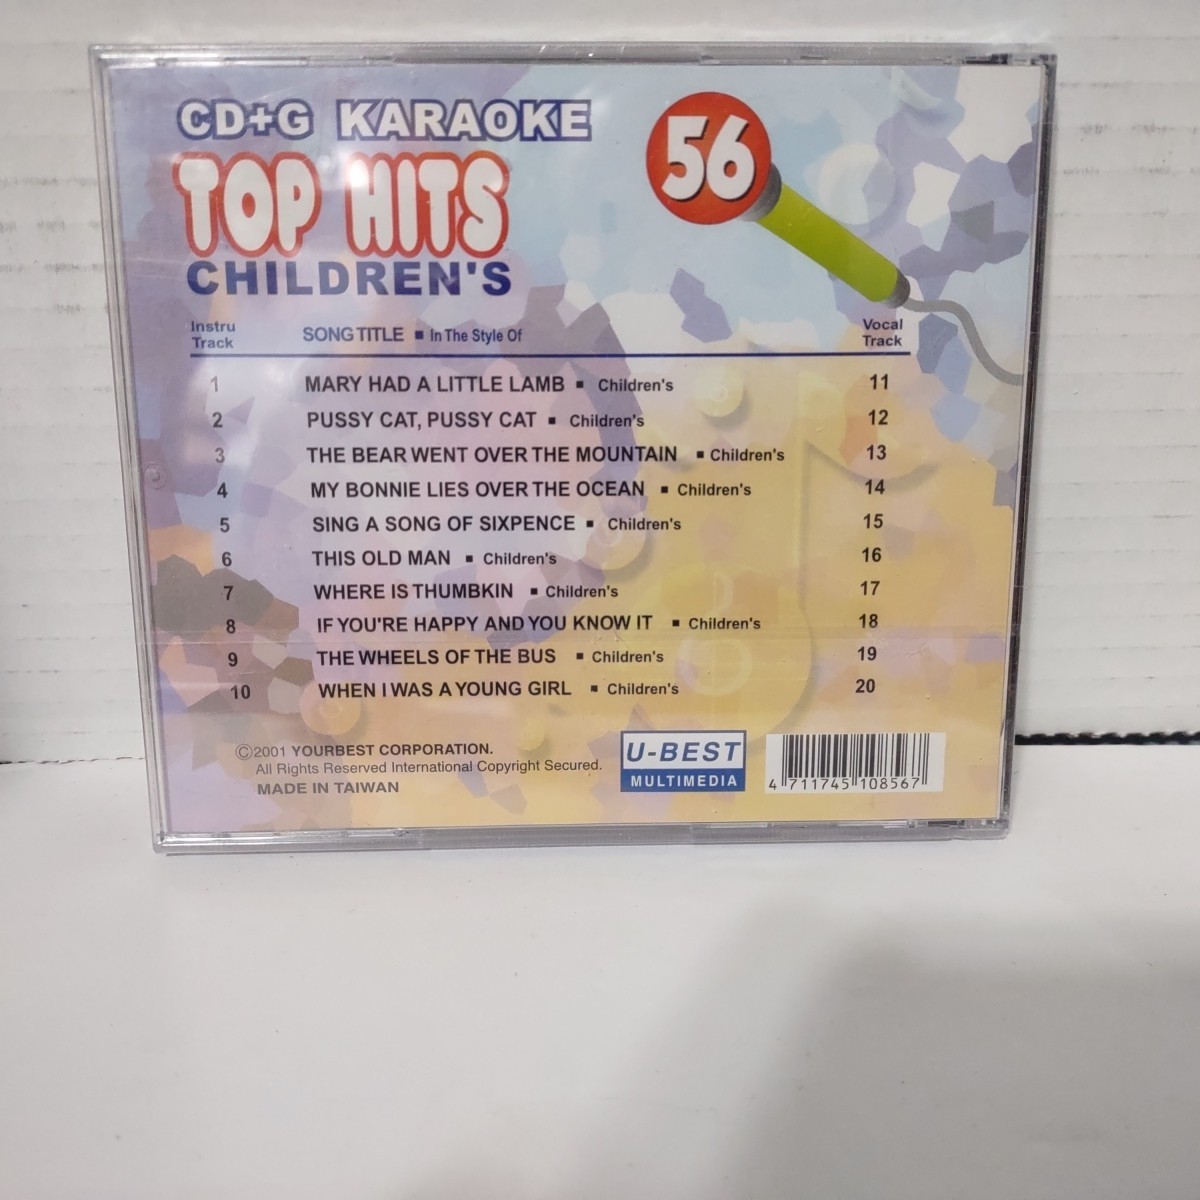 CD+G KARAOKE
56
TOP HITS
CHILDREN'S
Instru Track SONG TITLE ▪ In The Style Of Vocal Track
1 MARY HAD A LITTLE LAMB ▪ Children's 11
2 PUSSY CAT, PUSSY CAT ▪ Children's 12
3 THE BEAR WENT OVER THE MOUNTAIN ▪ Children's 13
4 MY BONNIE LIES OVER THE OCEAN ▪ Children's 14
5 SING A SONG OF SIXPENCE ▪ Children's 15
6 THIS OLD MAN ▪ Children's 16
7 WHERE IS THUMBKIN ▪ Children's 17
8 IF YOU'RE HAPPY AND YOU KNOW IT ▪ Children's 18
9 THE WHEELS OF THE BUS ▪ Children's 19
10 WHEN I WAS A YOUNG GIRL ▪ Children's 20
©2001 YOURBEST CORPORATION.
All Rights Reserved International Copyright Secured.
MADE IN TAIWAN
U-BEST
MULTIMEDIA
4 711745 108567